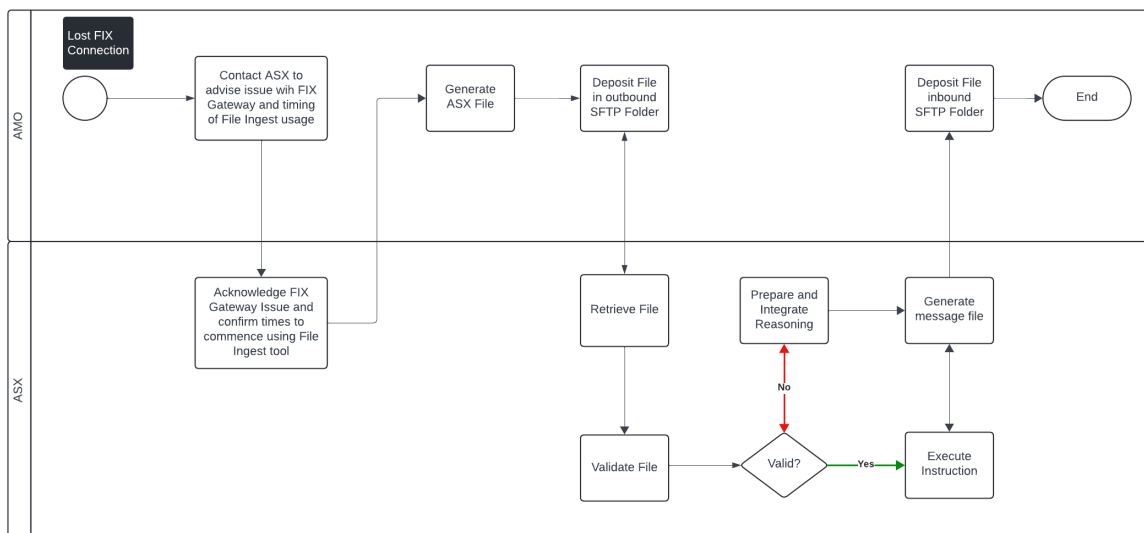 Lost FIX
Connection
AMO
Contact ASX to
advise issue wih FIX
Gateway and timing
of File Ingest usage
Generate
ASX File
Deposit File
in outbound
SFTP Folder
Deposit File
inbound
SFTP Folder
End
ASX
Acknowledge FIX
Gateway Issue and
confirm times to
commence using File
Ingest tool
Retrieve File
Prepare and
Integrate
Reasoning
Generate
message file
No
Validate File
Valid?
Yes
Execute
Instruction